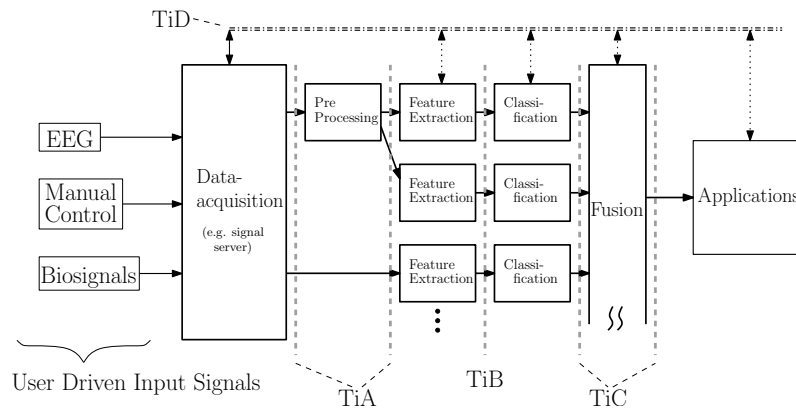 TiD
EEG
Manual
Control
Biosignals
User Driven Input Signals
Data-
acquisition
(e.g. signal
server)
Pre
Processing
Feature
Extraction
Classi-
fication
Feature
Extraction
Classi-
fication
Feature
Extraction
Classi-
fication
Fusion
Applications
TiA
TiB
TiC